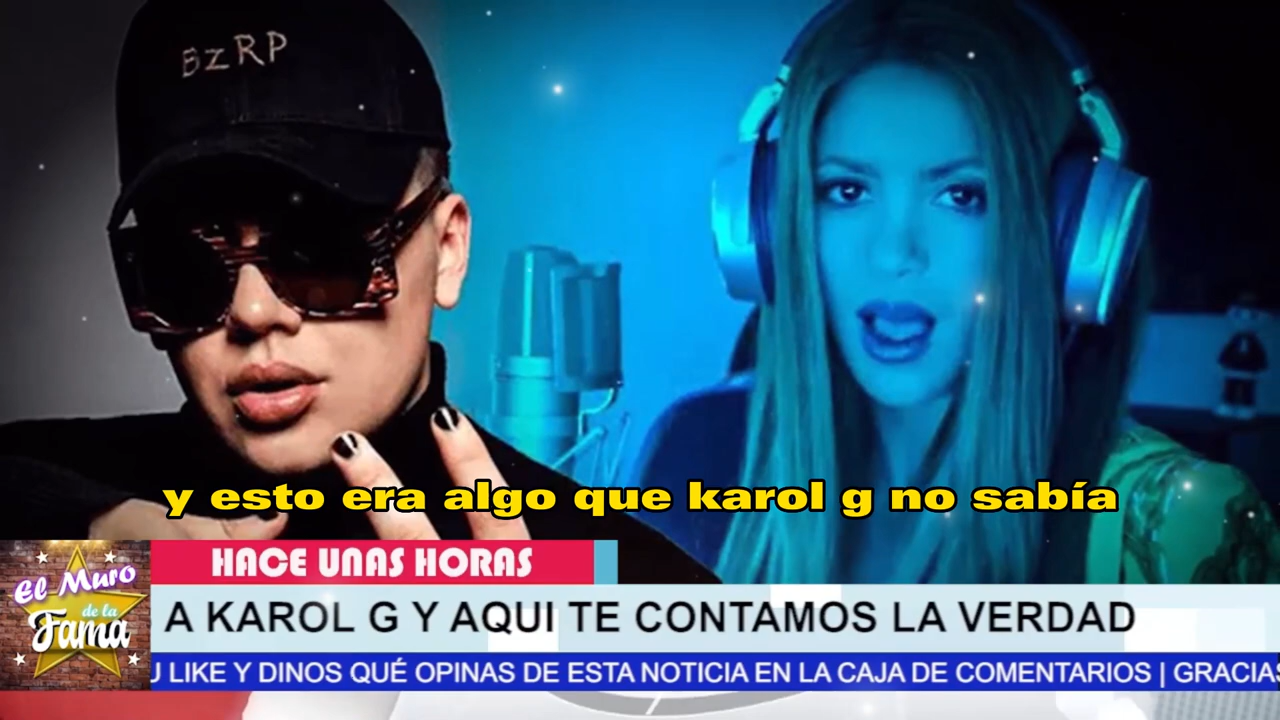 BZRP
y esto era algo que karol g no sabía
HACE UNAS HORAS
El Muro
de la
Fama
A KAROL G Y AQUI TE CONTAMOS LA VERDAD
U LIKE Y DINOS QUÉ OPINAS DE ESTA NOTICIA EN LA CAJA DE COMENTARIOS | GRACIAS